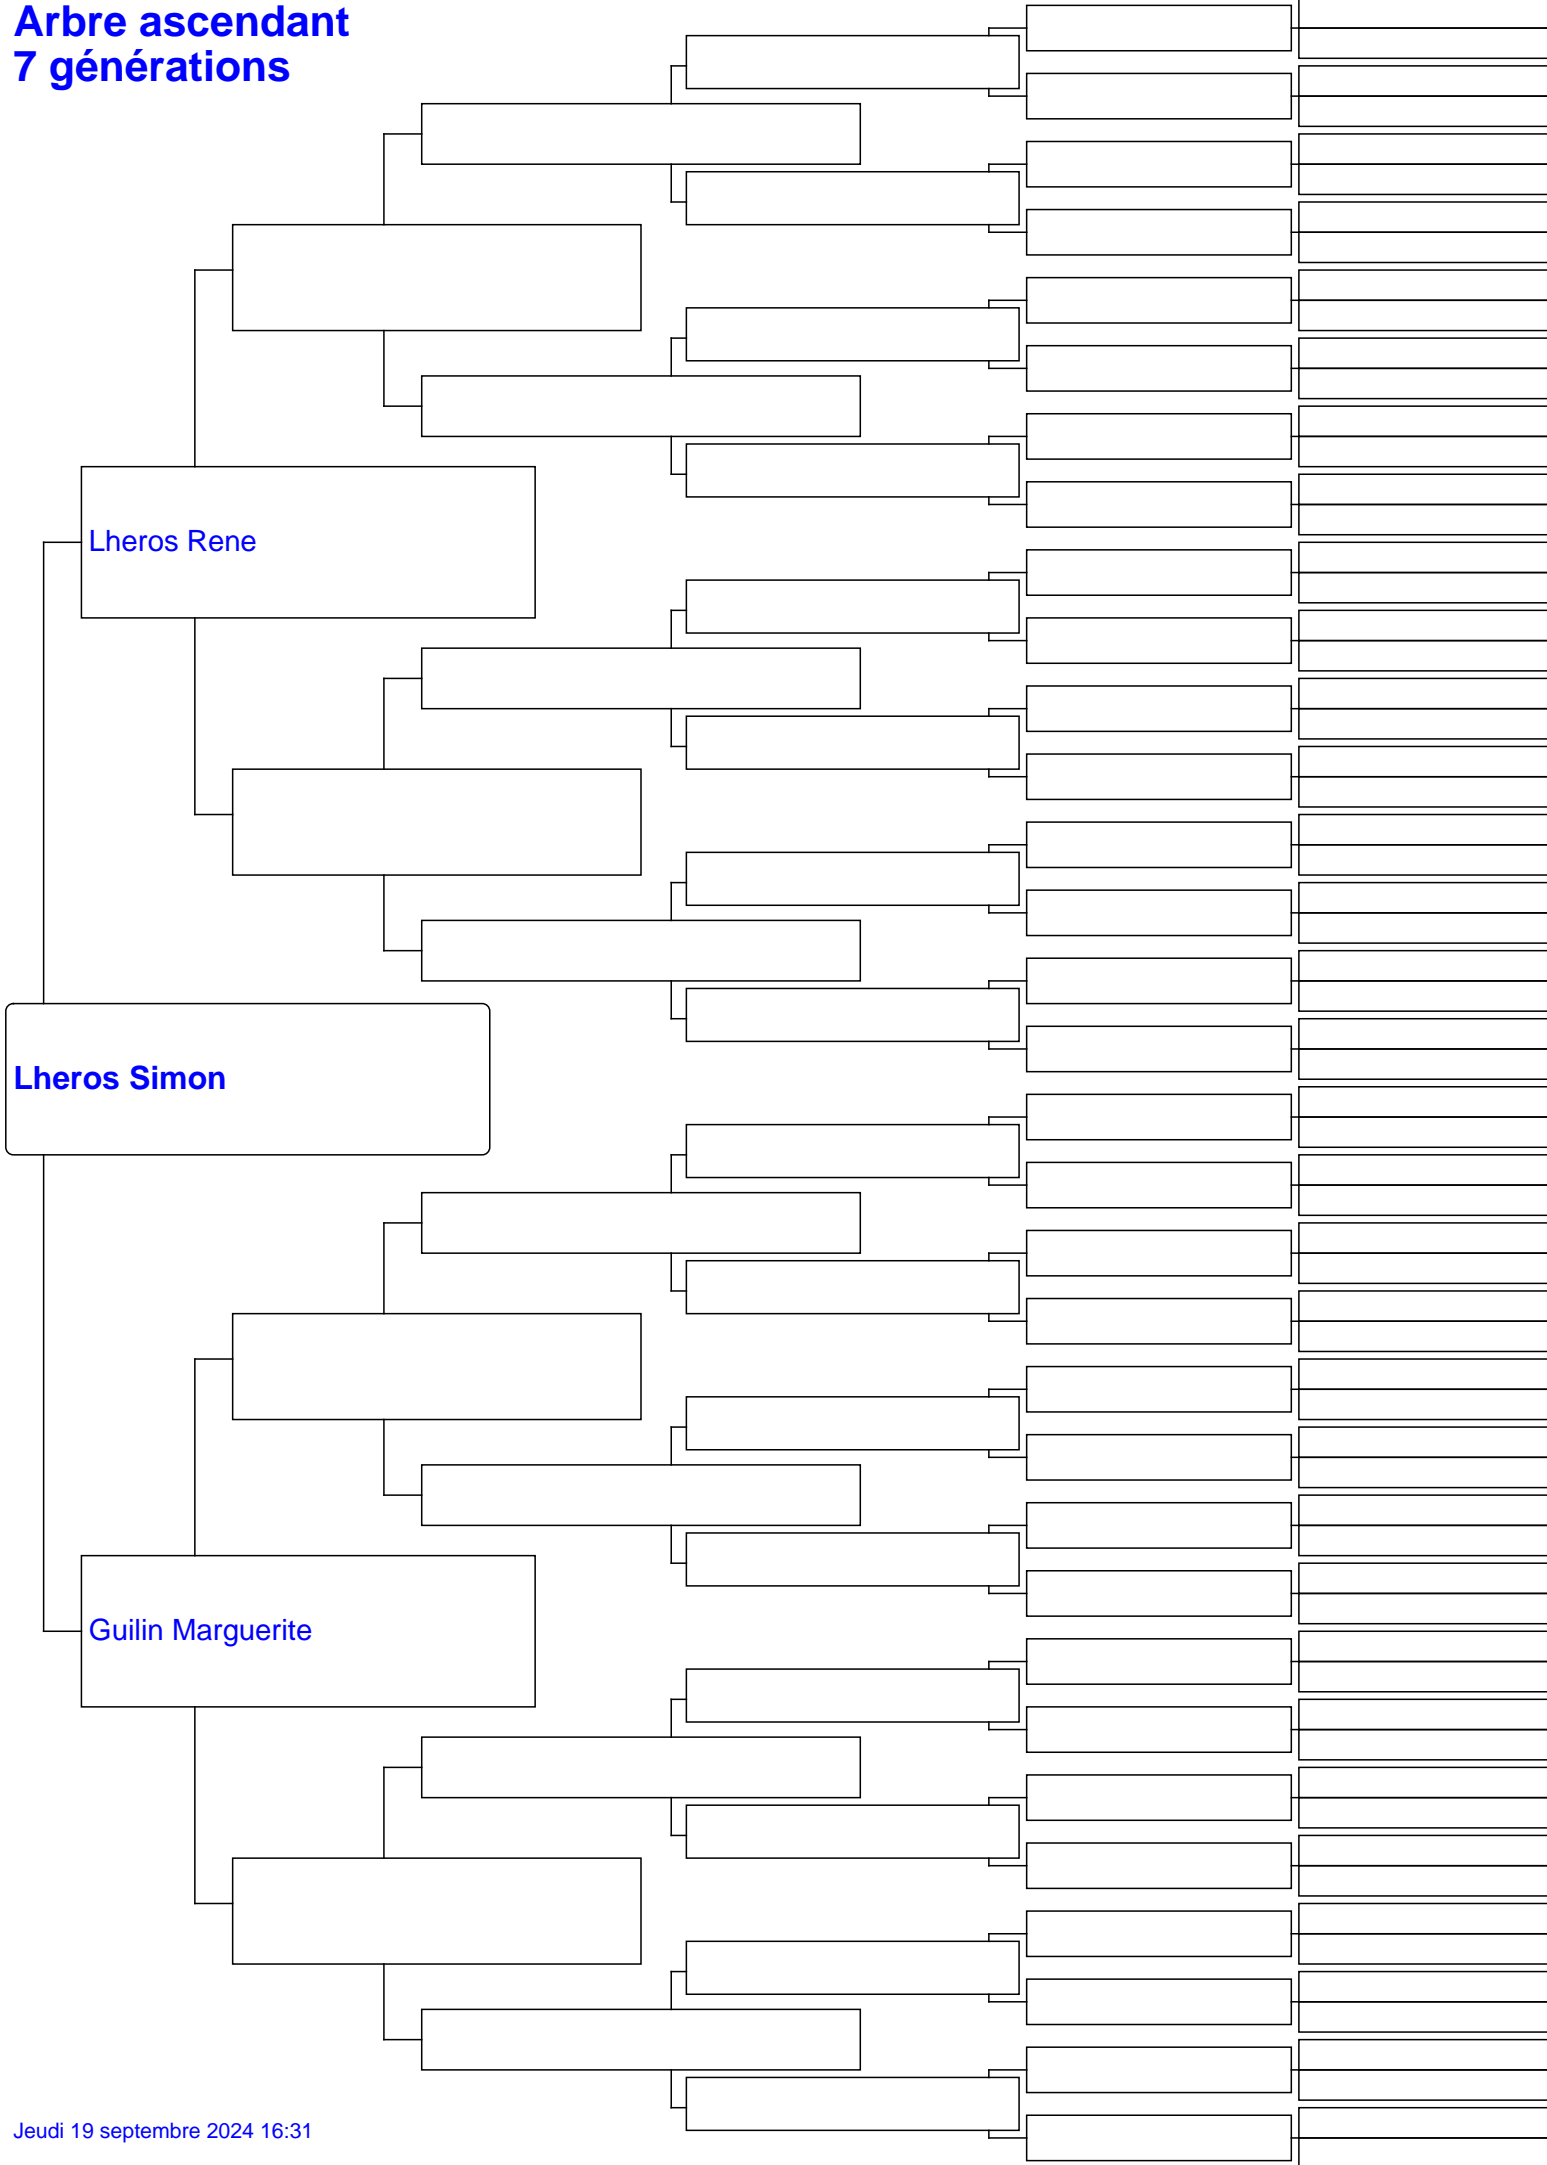 Arbre ascendant
7 générations
Lheros Rene
Lheros Simon
Guilin Marguerite
Jeudi 19 septembre 2024 16:31